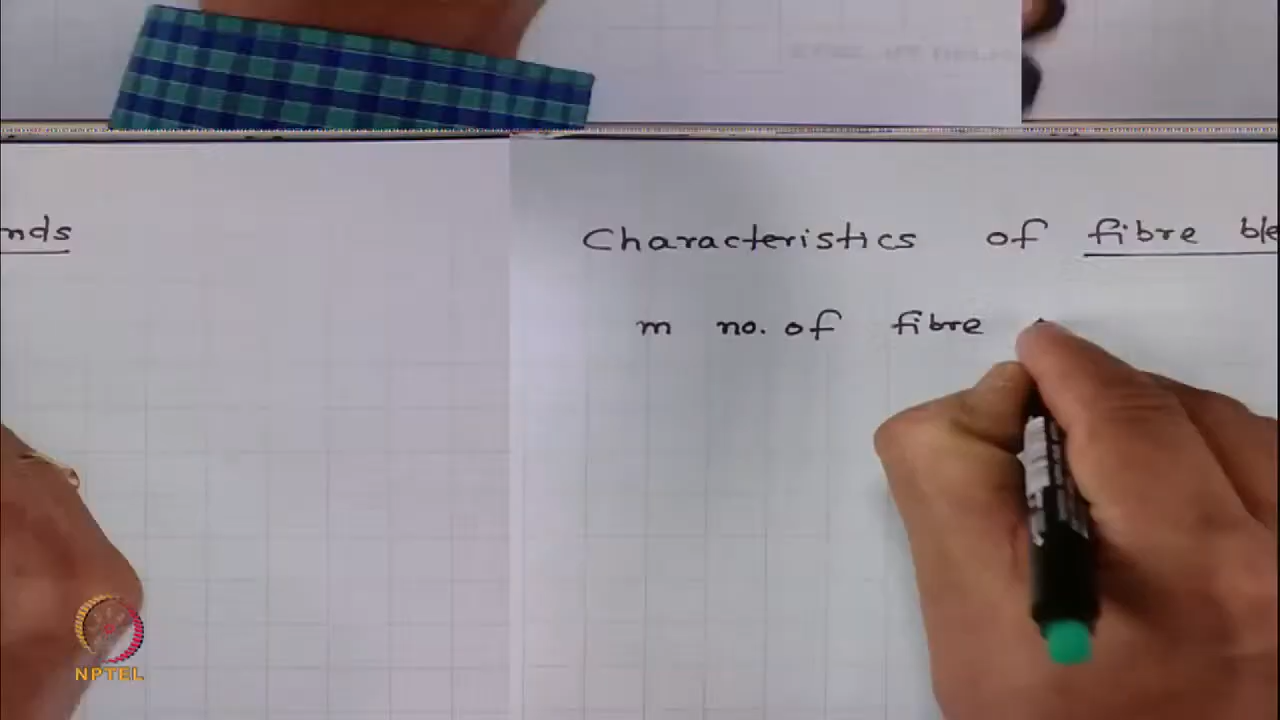 nds
Characteristics of fibre ble
m no. of fibre
NPTEL